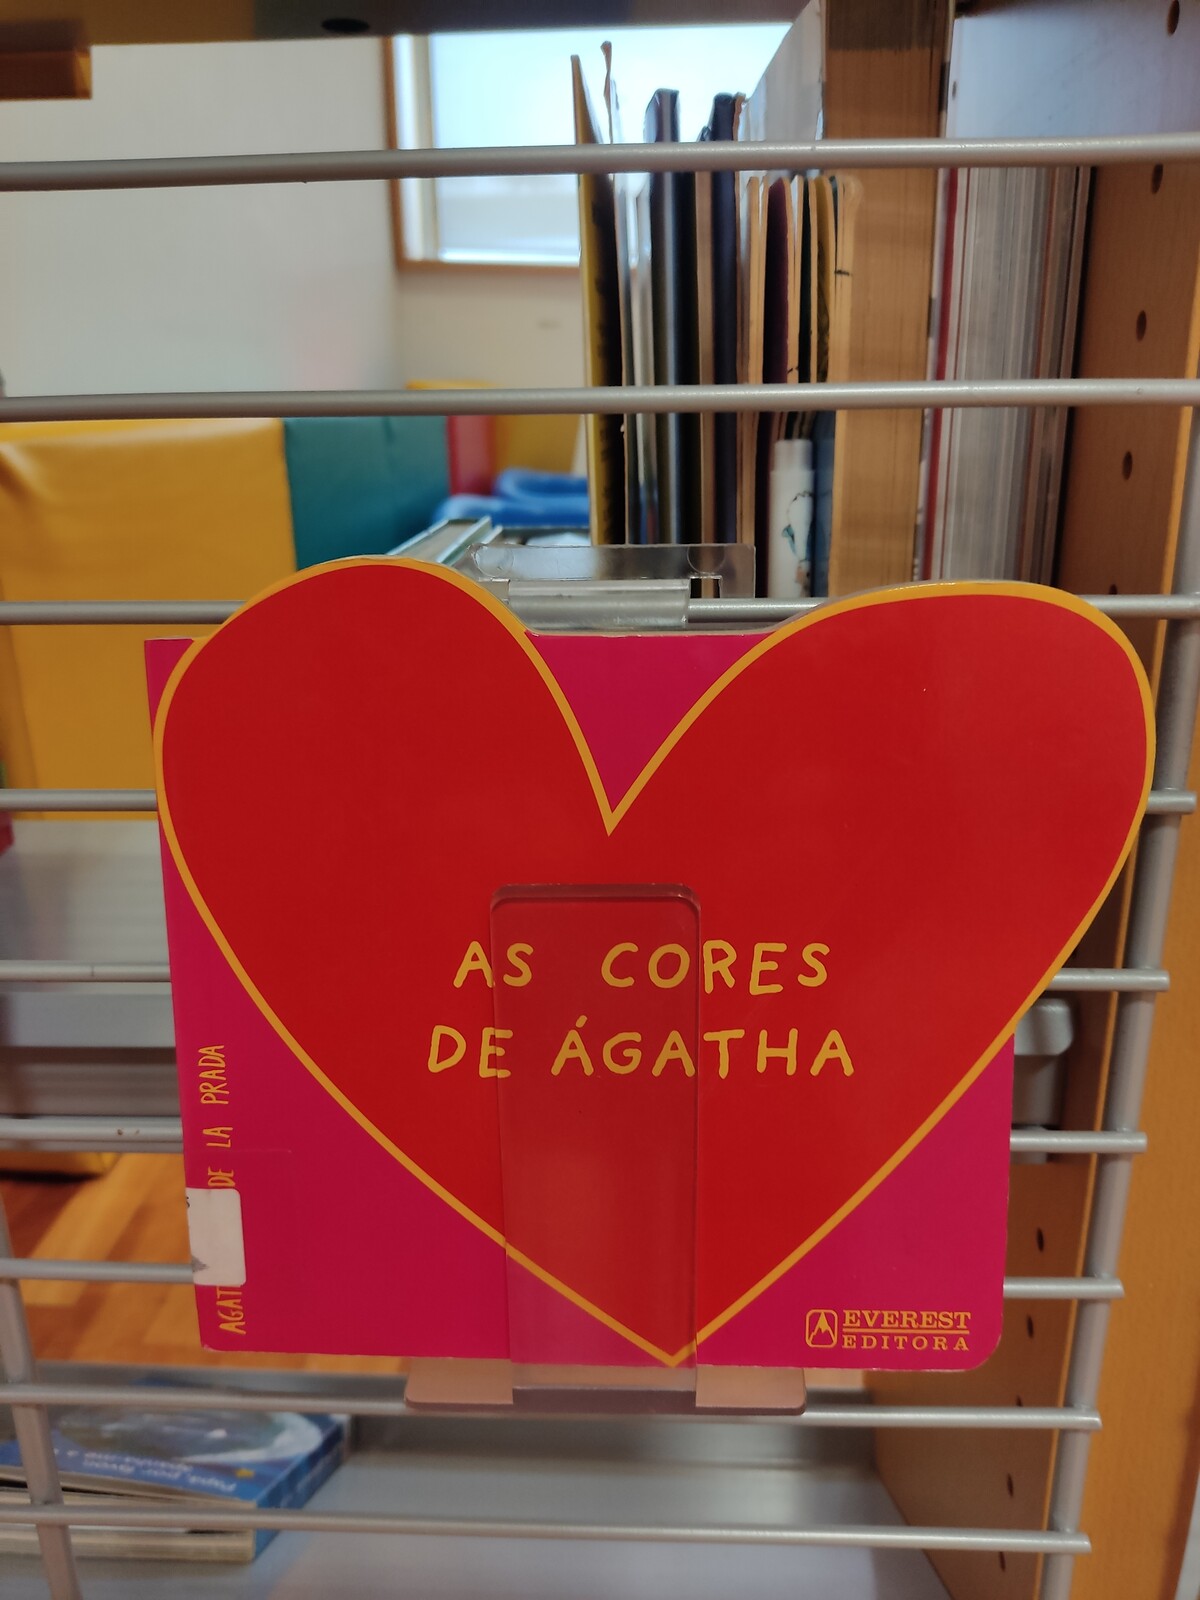 AS CORES
DE ÁGATHA
DE LA PRADA
EVEREST
EDITORA